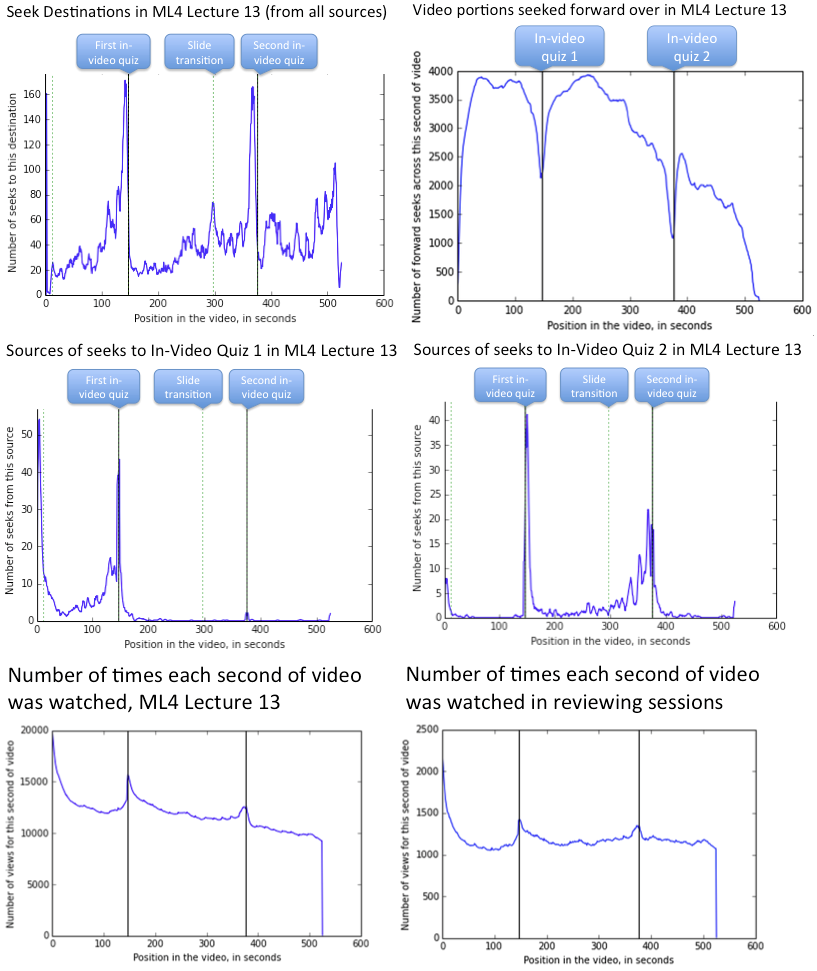 Seek Destinations in ML4 Lecture 13 (from all sources)
First in-
video quiz
Slide
transition
Second in-
video quiz
Number of seeks to this destination
160
140
120
100
80
60
40
20
0
0
100
200
300
400
500
600
Position in the video, in seconds
Video portions seeked forward over in ML4 Lecture 13
In-video
quiz 1
In-video
quiz 2
Number of forward seeks across this second of video
4000
3500
3000
2500
2000
1500
1000
500
0
0
100
200
300
400
500
600
Position in the video, in seconds
Sources of seeks to In-Video Quiz 1 in ML4 Lecture 13
First in-
video quiz
Slide
transition
Second in-
video quiz
Number of seeks from this source
50
40
30
20
10
0
0
100
200
300
400
500
600
Position in the video, in seconds
Sources of seeks to In-Video Quiz 2 in ML4 Lecture 13
First in-
video quiz
Slide
transition
Second in-
video quiz
Number of seeks from this source
40
35
30
25
20
15
10
5
0
0
100
200
300
400
500
600
Position in the video, in seconds
Number of times each second of video
was watched, ML4 Lecture 13
Number of views for this second of video
20000
15000
10000
5000
0
0
100
200
300
400
500
600
Position in the video, in seconds
Number of times each second of video
was watched in reviewing sessions
Number of views for this second of video
2500
2000
1500
1000
500
0
0
100
200
300
400
500
600
Position in the video, in seconds